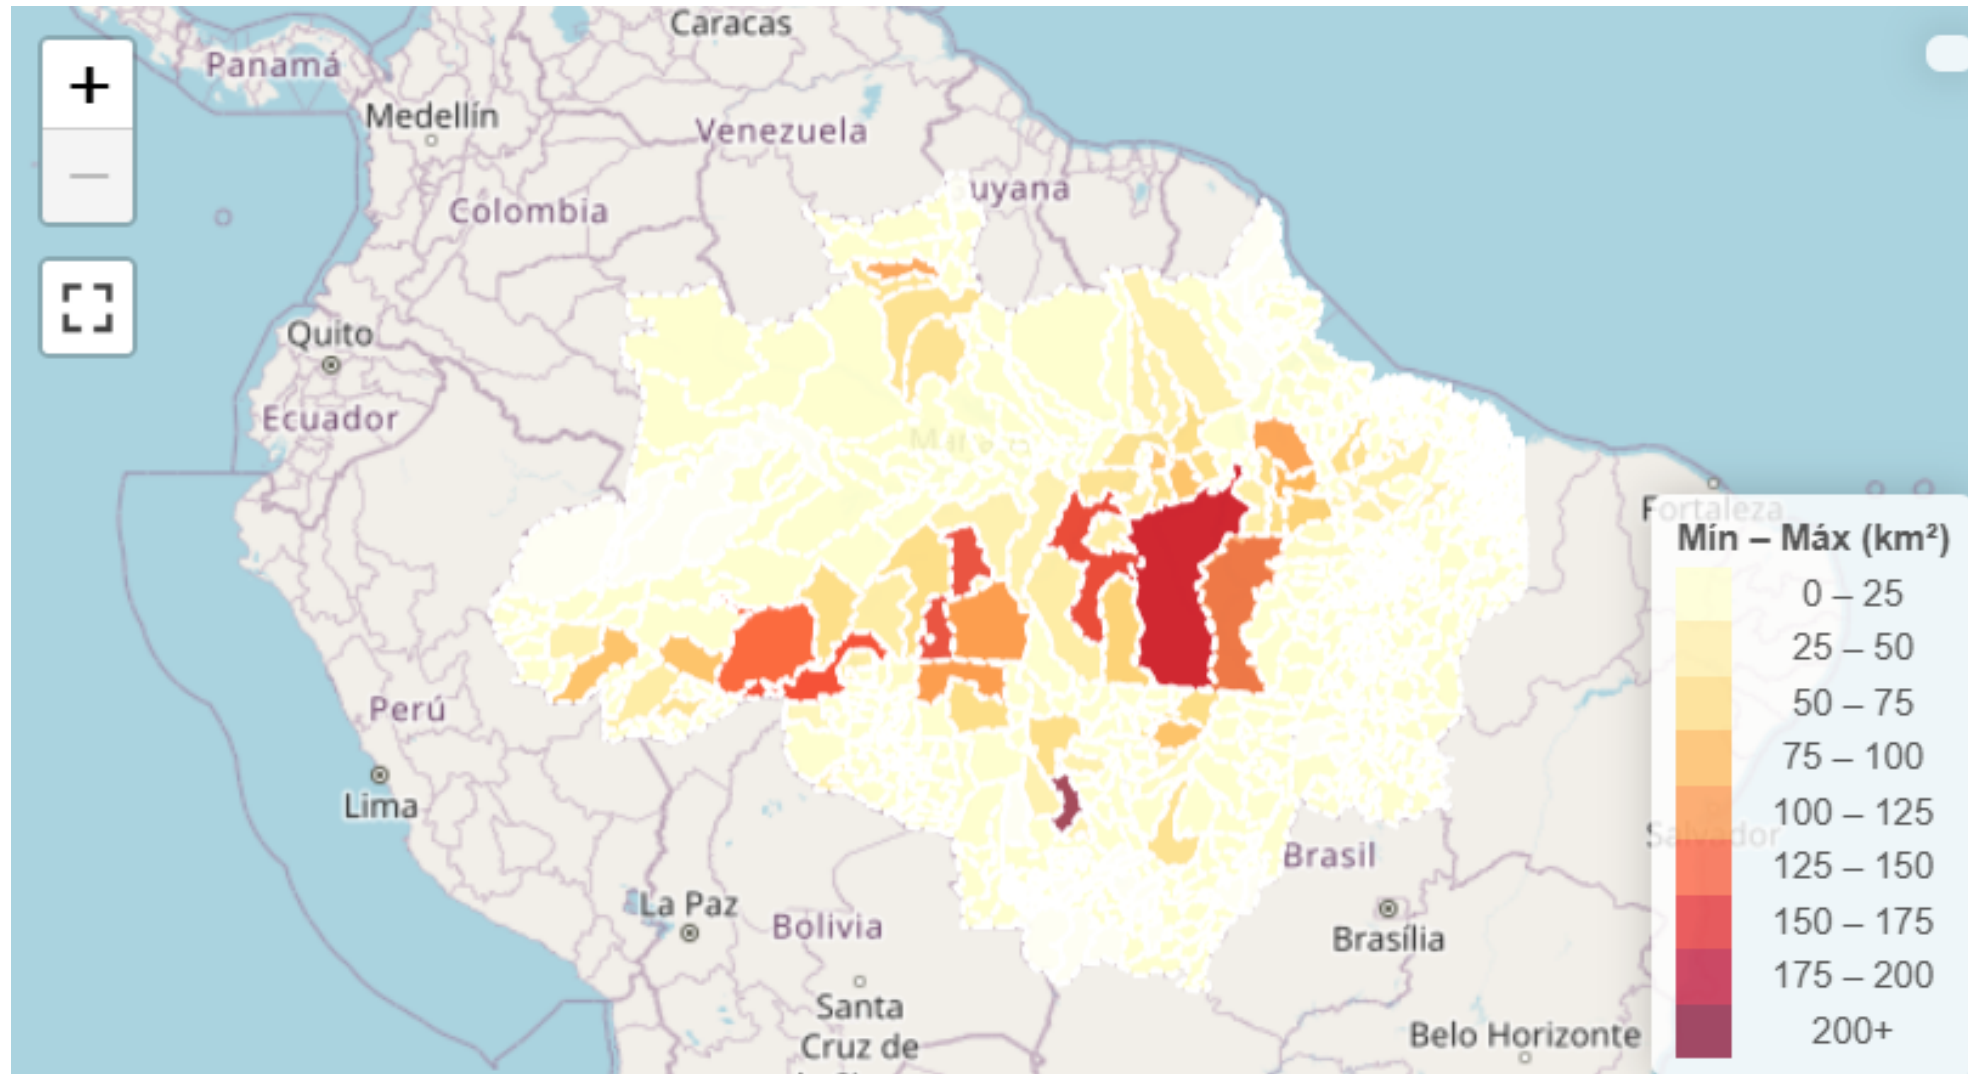 Caracas
Panamá
Medellín
Venezuela
uyana
Colombia
Quito
Ecuador
Fortaleza
Mín – Máx (km²)
0 – 25
25 – 50
50 – 75
75 – 100
100 – 125
125 – 150
150 – 175
175 – 200
200+
Perú
Lima
Salvador
Brasil
La Paz
Bolivia
Brasília
Santa
Cruz de
Belo Horizonte
+
−